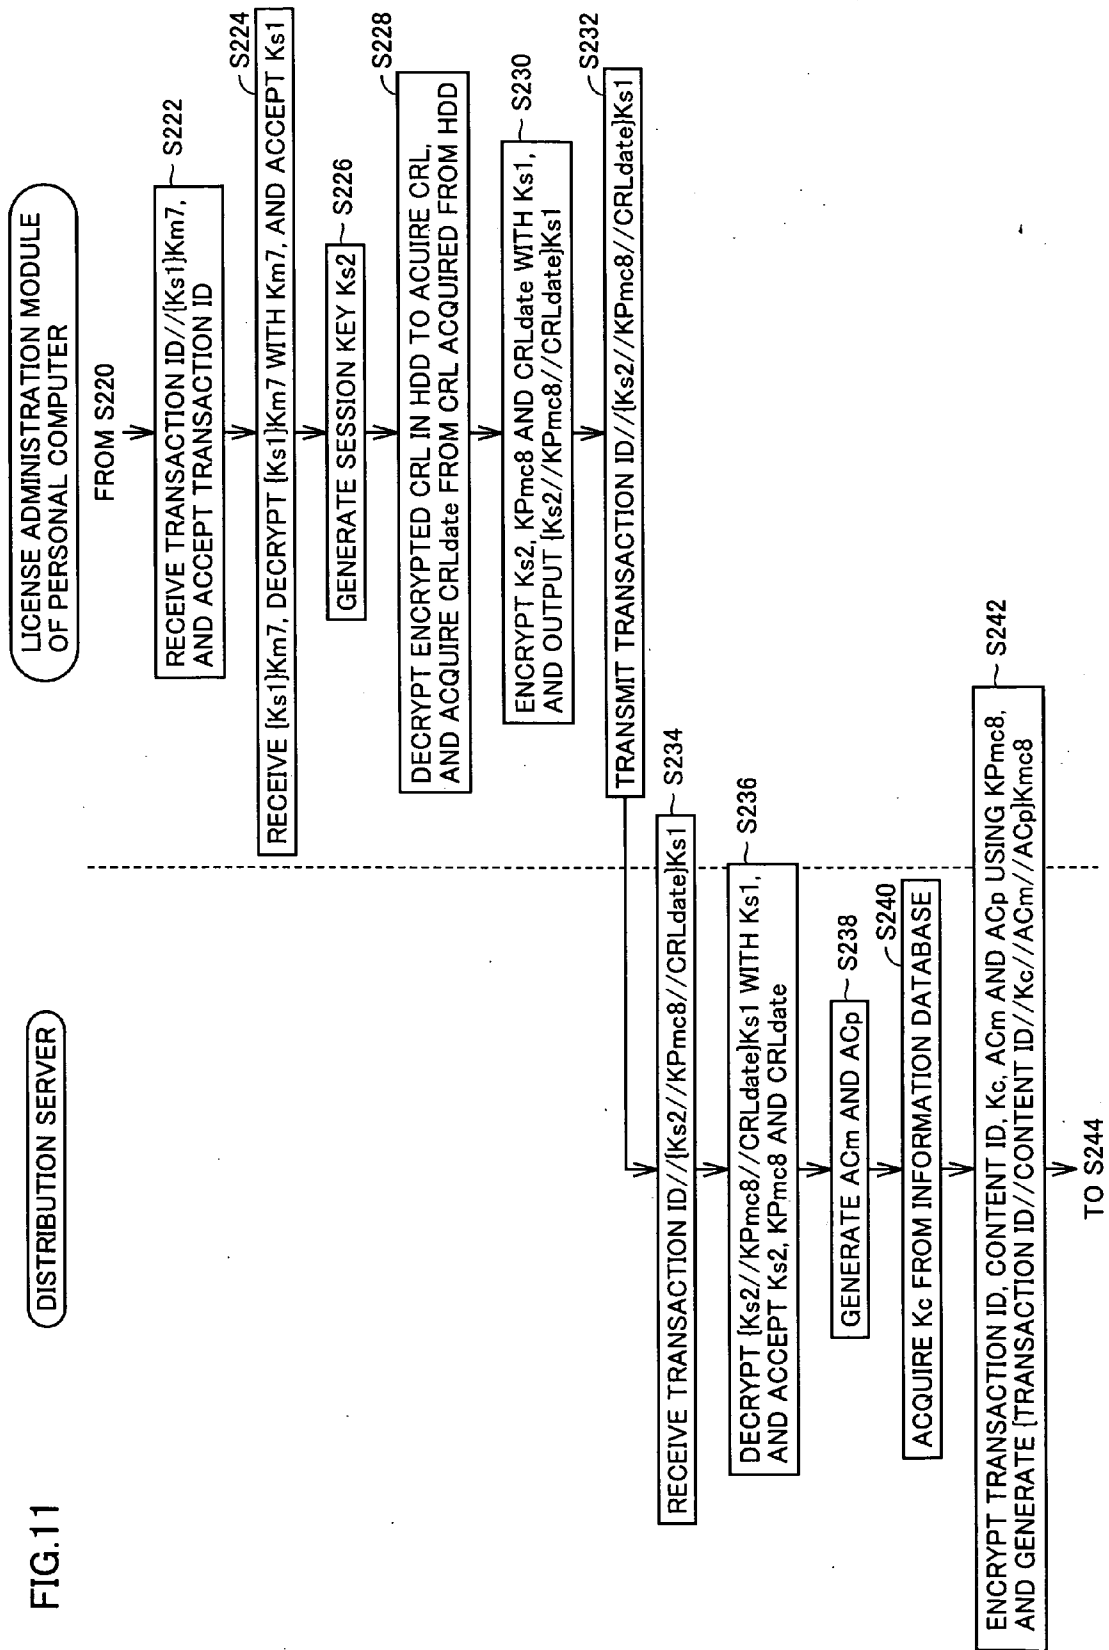 FIG.11
DISTRIBUTION SERVER
LICENSE ADMINISTRATION MODULE
OF PERSONAL COMPUTER
FROM S220
S222
RECEIVE TRANSACTION ID//{Ks1}Km7,
AND ACCEPT TRANSACTION ID
S224
RECEIVE {Ks1}Km7, DECRYPT {Ks1}Km7 WITH Km7, AND ACCEPT Ks1
S226
GENERATE SESSION KEY Ks2
S228
DECRYPT ENCRYPTED CRL IN HDD TO ACUIRE CRL,
AND ACQUIRE CRLdate FROM CRL ACQUIRED FROM HDD
S230
ENCRYPT Ks2, KPmc8 AND CRLdate WITH Ks1,
AND OUTPUT {Ks2//KPmc8//CRLdate}Ks1
S232
TRANSMIT TRANSACTION ID//{Ks2//KPmc8//CRLdate}Ks1
S234
RECEIVE TRANSACTION ID//{Ks2//KPmc8//CRLdate}Ks1
S236
DECRYPT {Ks2//KPmc8//CRLdate}Ks1 WITH Ks1,
AND ACCEPT Ks2, KPmc8 AND CRLdate
S238
GENERATE ACm AND ACp
S240
ACQUIRE Kc FROM INFORMATION DATABASE
S242
ENCRYPT TRANSACTION ID, CONTENT ID, Kc, ACm AND ACp USING KPmc8,
AND GENERATE {TRANSACTION ID//CONTENT ID//Kc//ACm//ACp}Kmc8
TO S244